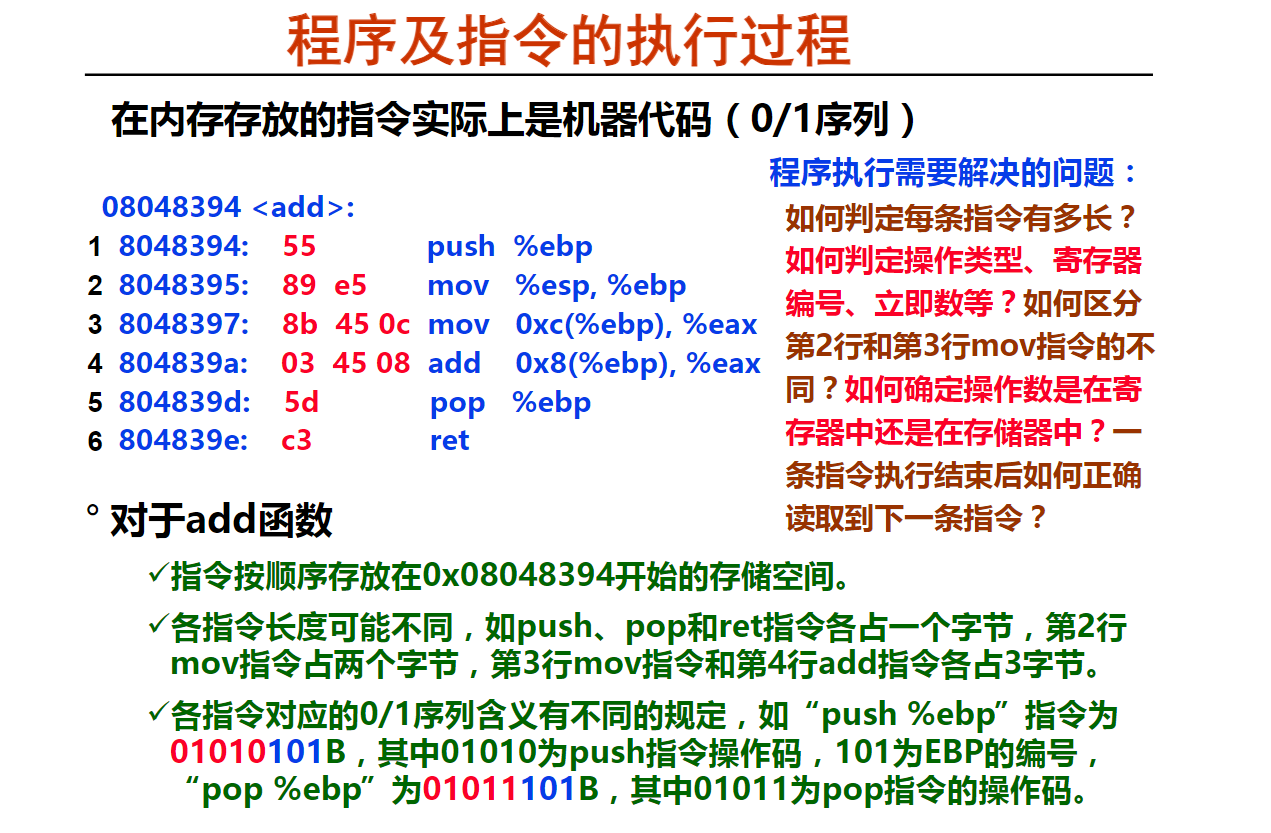 程序及指令的执行过程
在内存存放的指令实际上是机器代码（0/1序列）
08048394 <add>:
1 8048394: 55 push %ebp
2 8048395: 89 e5 mov %esp, %ebp
3 8048397: 8b 45 0c mov 0xc(%ebp), %eax
4 804839a: 03 45 08 add 0x8(%ebp), %eax
5 804839d: 5d pop %ebp
6 804839e: c3 ret
程序执行需要解决的问题：
如何判定每条指令有多长？
如何判定操作类型、寄存器
编号、立即数等？如何区分
第2行和第3行mov指令的不
同？如何确定操作数是在寄
存器中还是在存储器中？一
条指令执行结束后如何正确
读取到下一条指令？
° 对于add函数
✓指令按顺序存放在0x08048394开始的存储空间。
✓各指令长度可能不同，如push、pop和ret指令各占一个字节，第2行
mov指令占两个字节，第3行mov指令和第4行add指令各占3字节。
✓各指令对应的0/1序列含义有不同的规定，如“push %ebp”指令为
01010101B，其中01010为push指令操作码，101为EBP的编号，
“pop %ebp”为01011101B，其中01011为pop指令的操作码。